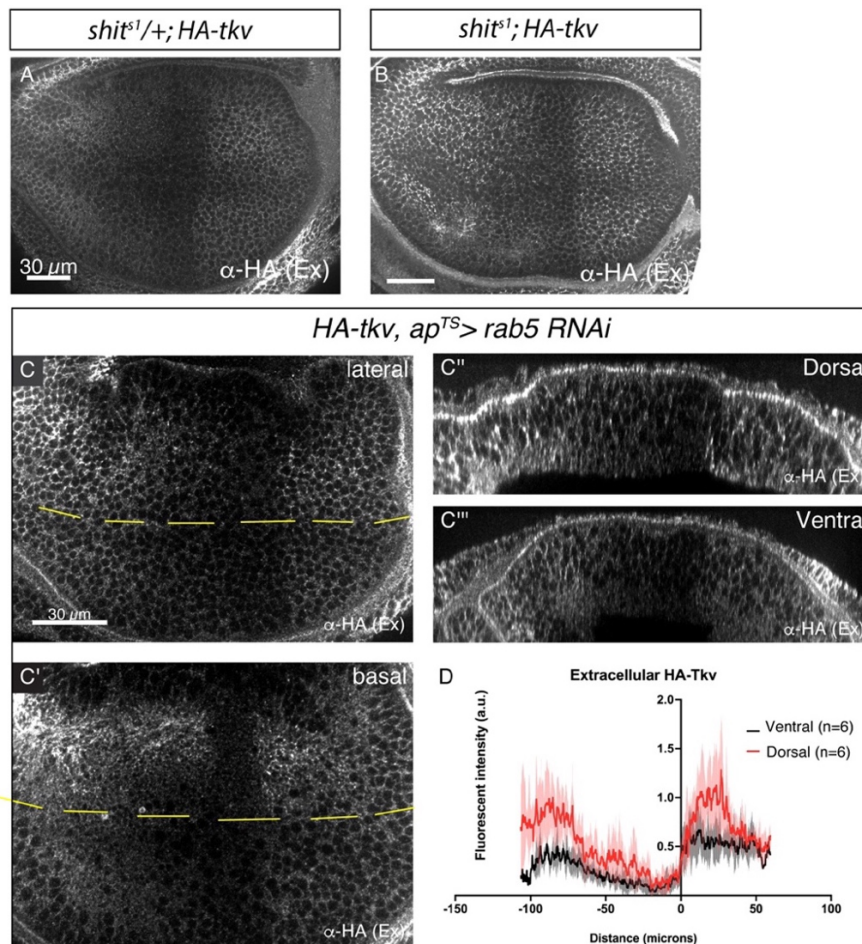 shitˢ¹/+; HA-tkv
shitˢ¹; HA-tkv
A
30 µm
α-HA (Ex)
B
α-HA (Ex)
HA-tkv, apᵀˢ> rab5 RNAi
C
lateral
30 µm
α-HA (Ex)
C''
Dorsa
α-HA (Ex
C'''
Ventra
α-HA (Ex
C'
basal
α-HA (Ex)
D
Extracellular HA-Tkv
Fluorescent intensity (a.u.)
2.0
1.5
1.0
0.5
Ventral (n=6)
Dorsal (n=6)
-150
-100
-50
0
50
100
Distance (microns)